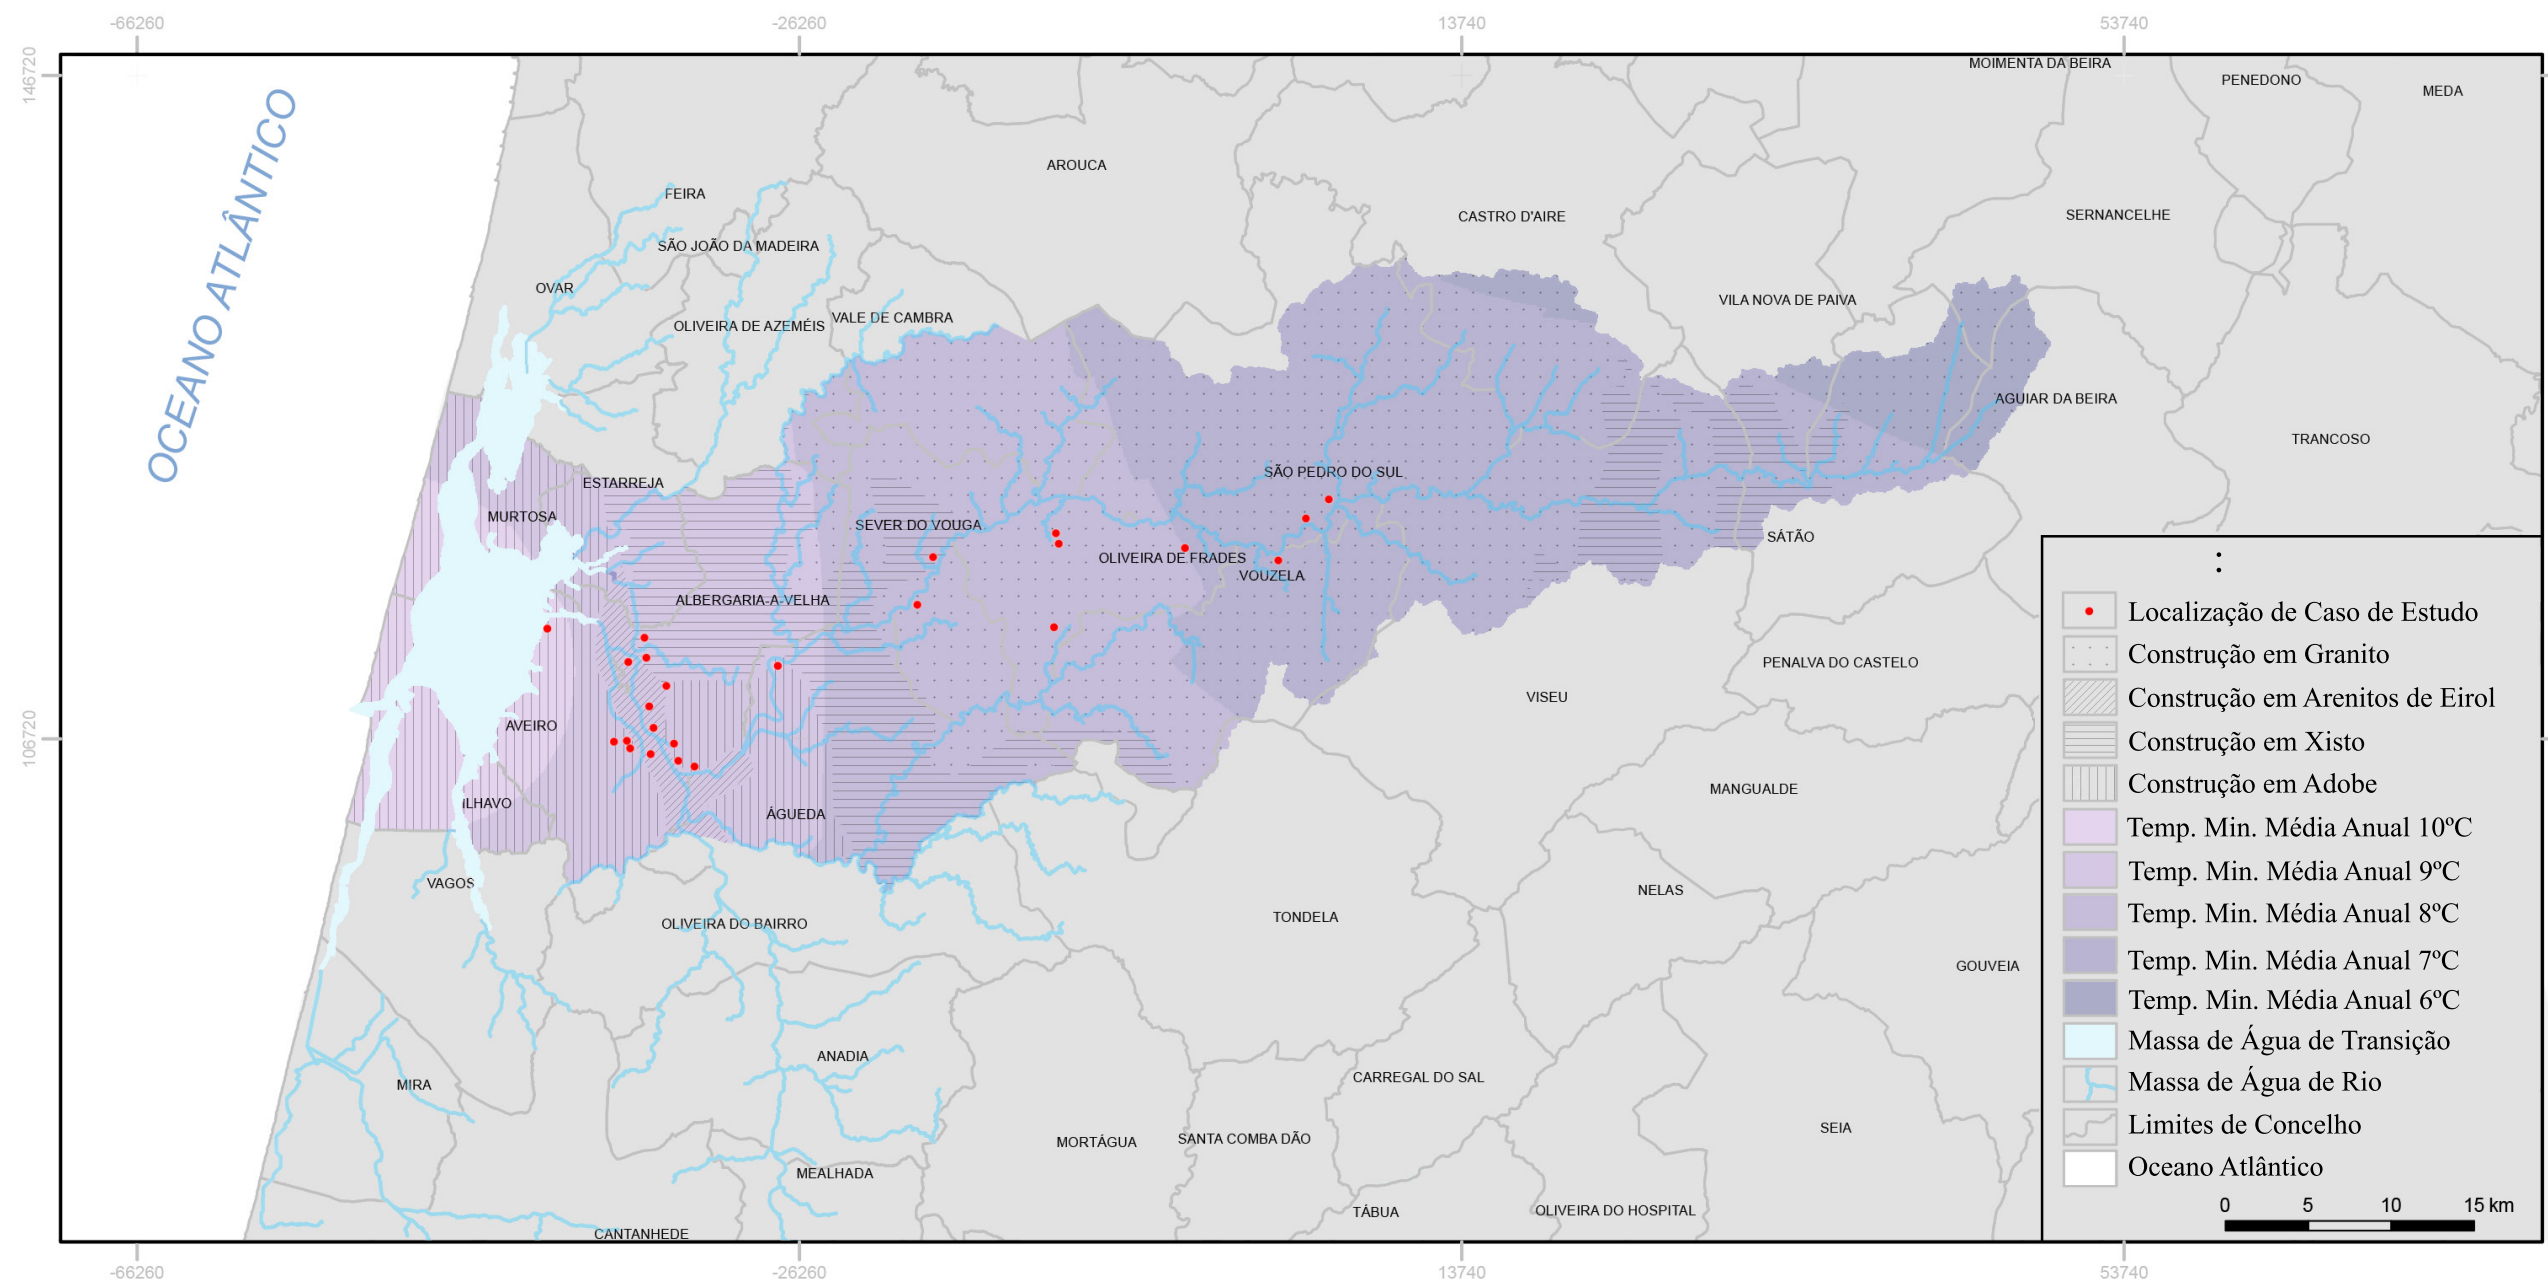 -66260
-26260
13740
53740
146720
106720
OCEANO ATLÂNTICO
MOIMENTA DA BEIRA
PENEDONO
MEDA
AROUCA
FEIRA
CASTRO D'AIRE
SERNANCELHE
SÃO JOÃO DA MADEIRA
OVAR
VILA NOVA DE PAIVA
VALE DE CAMBRA
OLIVEIRA DE AZEMÉIS
AGUIAR DA BEIRA
TRANCOSO
SÃO PEDRO DO SUL
ESTARREJA
MURTOSA
SEVER DO VOUGA
SÁTÃO
OLIVEIRA DE FRADES
VOUZELA
ALBERGARIA-A-VELHA
PENALVA DO CASTELO
VISEU
AVEIRO
MANGUALDE
ILHAVO
ÁGUEDA
VAGOS
NELAS
TONDELA
OLIVEIRA DO BAIRRO
GOUVEIA
ANADIA
CARREGAL DO SAL
MIRA
SEIA
SANTA COMBA DÃO
MORTÁGUA
MEALHADA
OLIVEIRA DO HOSPITAL
TÁBUA
CANTANHEDE
:
Localização de Caso de Estudo
Construção em Granito
Construção em Arenitos de Eirol
Construção em Xisto
Construção em Adobe
Temp. Min. Média Anual 10ºC
Temp. Min. Média Anual 9ºC
Temp. Min. Média Anual 8ºC
Temp. Min. Média Anual 7ºC
Temp. Min. Média Anual 6ºC
Massa de Água de Transição
Massa de Água de Rio
Limites de Concelho
Oceano Atlântico
0 5 10 15 km
-66260
-26260
13740
53740